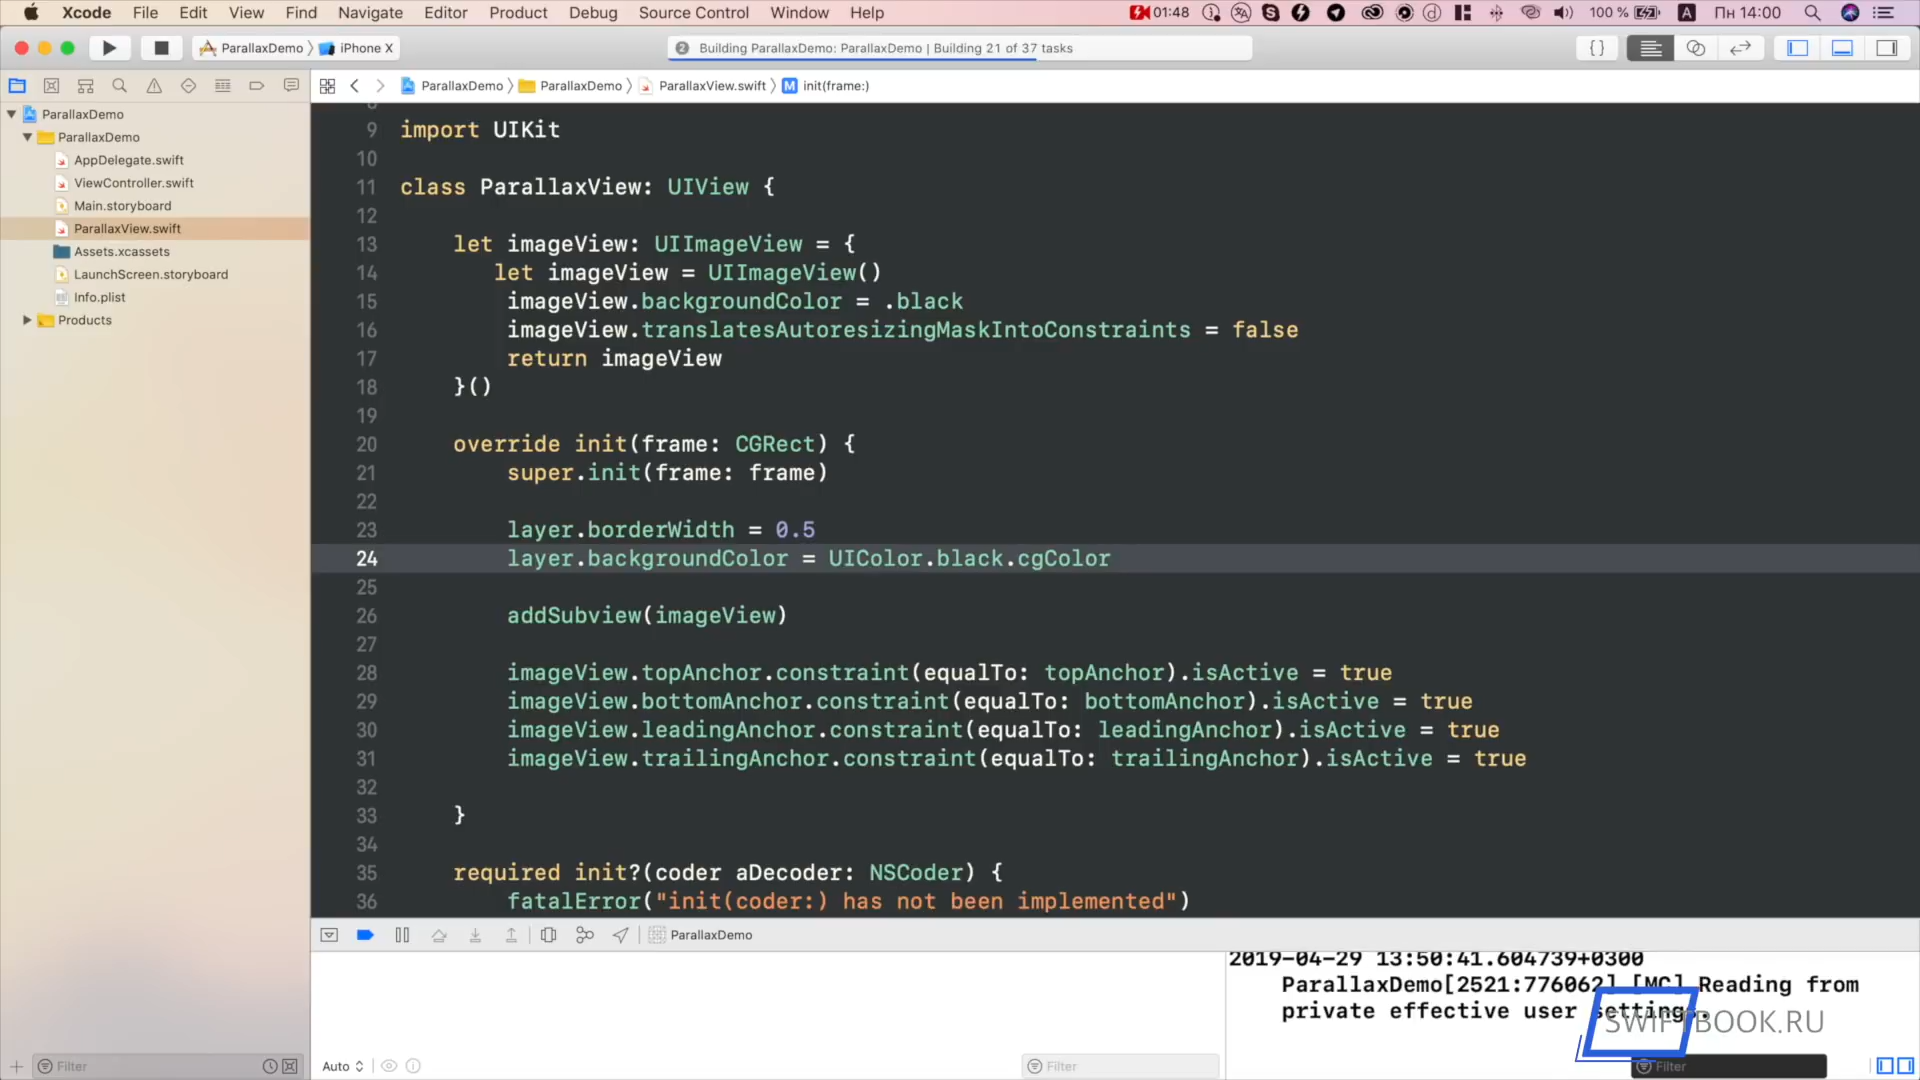 Xcode File Edit View Find Navigate Editor Product Debug Source Control Window Help 01:48 100 % A Пн 14:00
ParallaxDemo iPhone X
2 Building ParallaxDemo: ParallaxDemo | Building 21 of 37 tasks
ParallaxDemo ParallaxDemo ParallaxView.swift M init(frame:)
ParallaxDemo
ParallaxDemo
AppDelegate.swift
ViewController.swift
Main.storyboard
ParallaxView.swift
Assets.xcassets
LaunchScreen.storyboard
Info.plist
Products
Filter
9 import UIKit
10
11 class ParallaxView: UIView {
12
13 let imageView: UIImageView = {
14 let imageView = UIImageView()
15 imageView.backgroundColor = .black
16 imageView.translatesAutoresizingMaskIntoConstraints = false
17 return imageView
18 }()
19
20 override init(frame: CGRect) {
21 super.init(frame: frame)
22
23 layer.borderWidth = 0.5
24 layer.backgroundColor = UIColor.black.cgColor
25
26 addSubview(imageView)
27
28 imageView.topAnchor.constraint(equalTo: topAnchor).isActive = true
29 imageView.bottomAnchor.constraint(equalTo: bottomAnchor).isActive = true
30 imageView.leadingAnchor.constraint(equalTo: leadingAnchor).isActive = true
31 imageView.trailingAnchor.constraint(equalTo: trailingAnchor).isActive = true
32
33 }
34
35 required init?(coder aDecoder: NSCoder) {
36 fatalError("init(coder:) has not been implemented")
ParallaxDemo
2019-04-29 13:50:41.604739+0300
ParallaxDemo[2521:776062] [MC] Reading from
private effective user settings.
SWIFTBOOK.RU
Auto
Filter
Filter